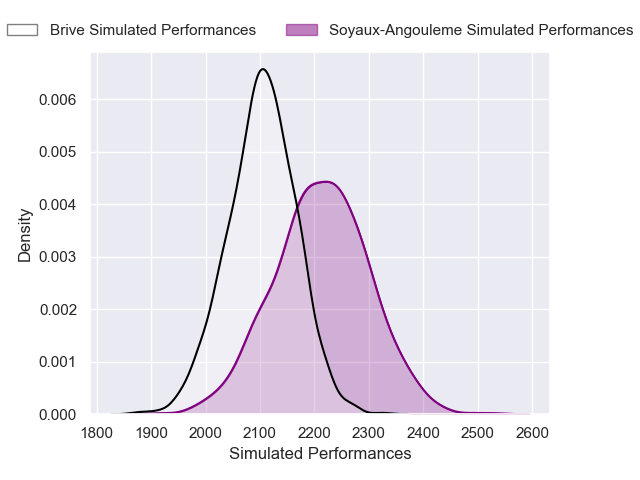 Brive Simulated Performances
Soyaux-Angouleme Simulated Performances
0.006
0.005
0.004
0.003
0.002
0.001
0.000
Density
1800 1900 2000 2100 2200 2300 2400 2500 2600
Simulated Performances